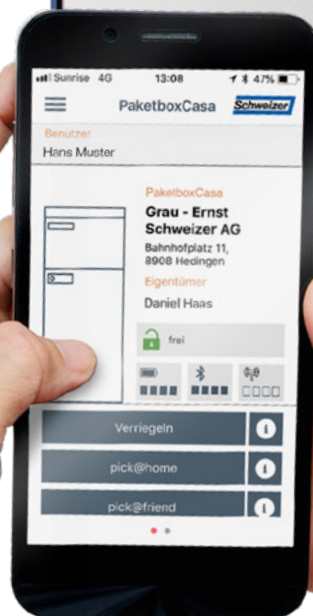 Sunrise 4G 13:08 47%
PaketboxCasa Schweizer
Benutzer
Hans Muster
PaketboxCasa
Grau - Ernst
Schweizer AG
Bahnhofplatz 11,
8908 Hedingen
Eigentümer
Daniel Haas
frei
Verriegeln i
pick@home i
pick@friend i